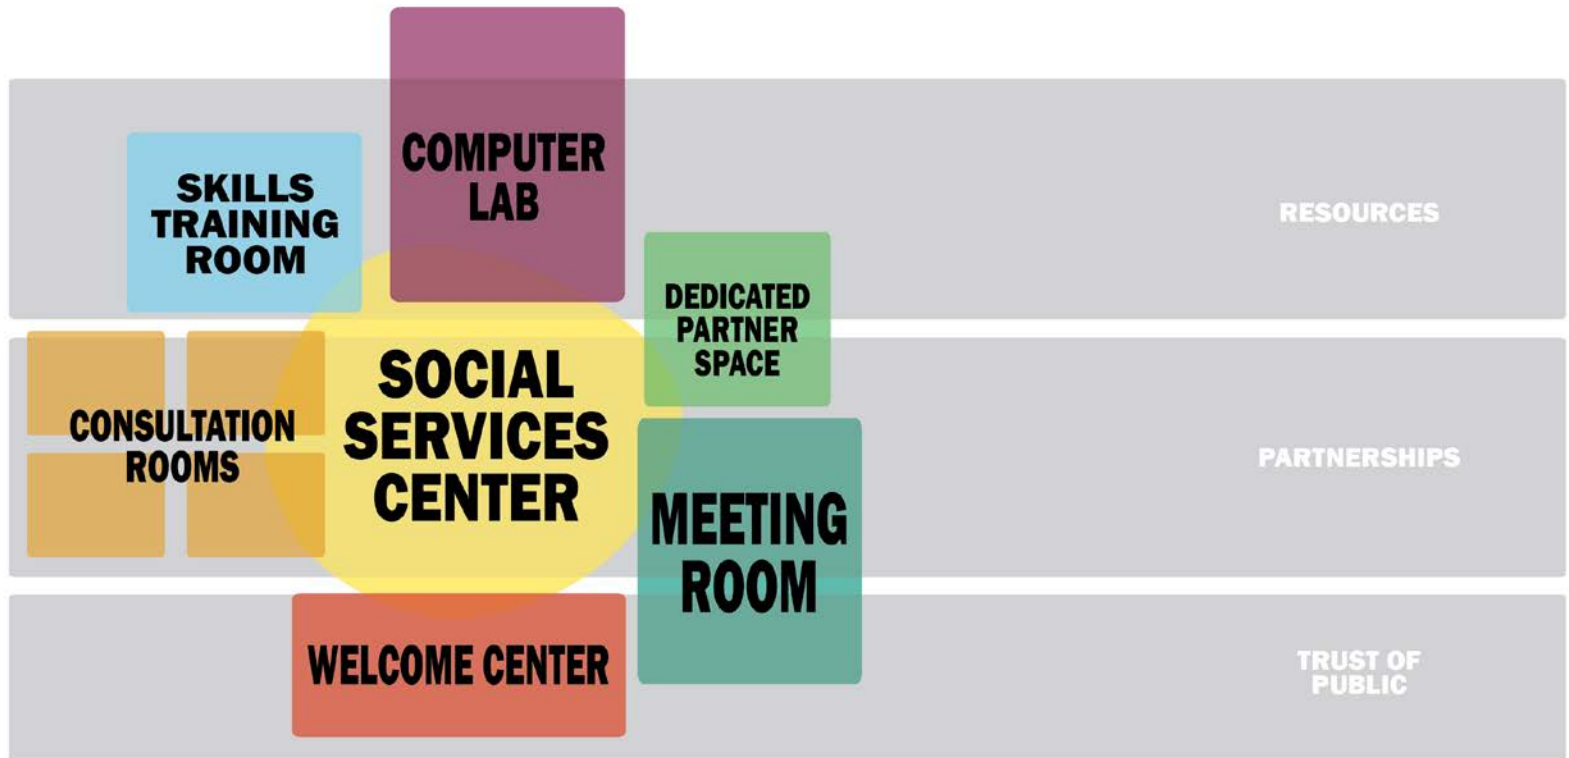 COMPUTER
LAB
SKILLS
TRAINING
ROOM
RESOURCES
DEDICATED
PARTNER
SPACE
SOCIAL
SERVICES
CENTER
CONSULTATION
ROOMS
PARTNERSHIPS
MEETING
ROOM
WELCOME CENTER
TRUST OF
PUBLIC